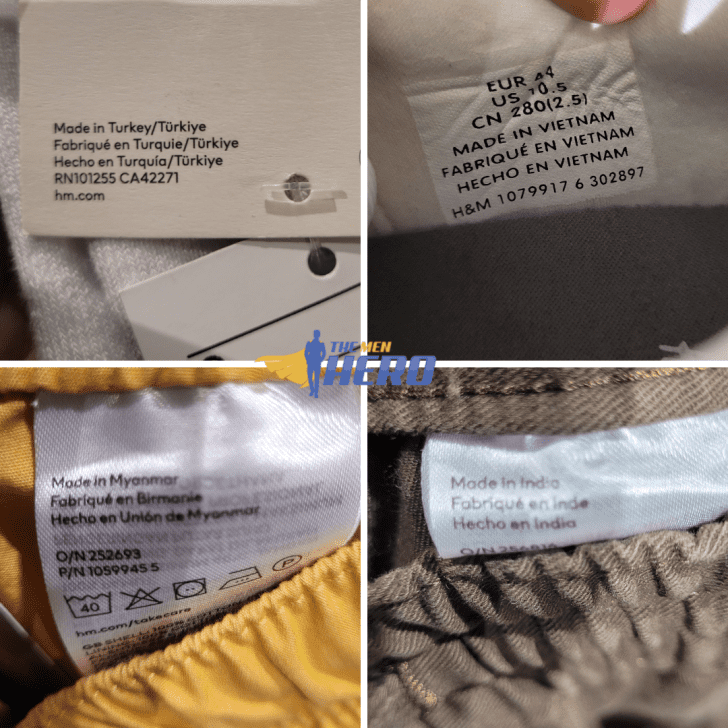 Made in Turkey/Türkiye
Fabriqué en Turquie/Türkiye
Hecho en Turquía/Türkiye
RN101255 CA42271
hm.com
EUR 44
US 10.5
CN 280(2.5)
MADE IN VIETNAM
FABRIQUÉ EN VIETNAM
HECHO EN VIETNAM
H&M 1079917 6 302897
THE MEN
HERO
Made in Myanmar
Fabriqué en Birmanie
Hecho en Unión de Myanmar
O/N 252693
P/N 1059945 5
40
P
hm.com/takecare
GB SHELL:
Made in India
Fabriqué en Inde
Hecho en India
O/N